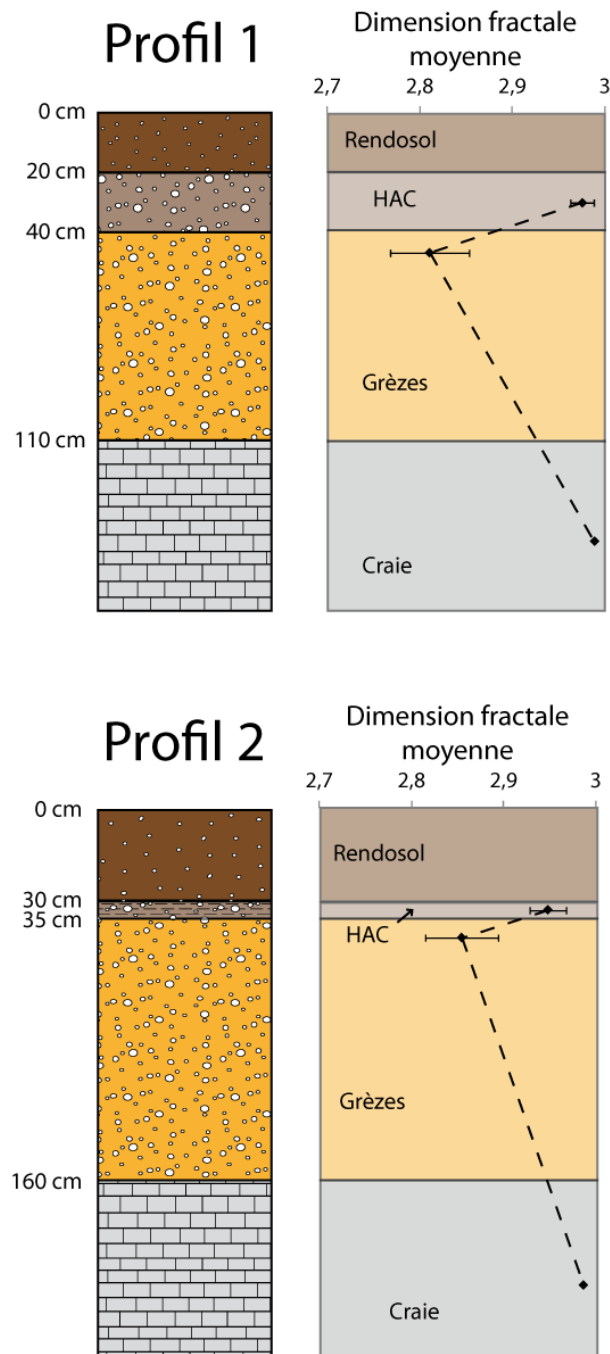 Profil 1
Dimension fractale
moyenne
2,7 2,8 2,9 3
0 cm
20 cm
40 cm
110 cm
Rendosol
HAC
Grèzes
Craie
Profil 2
Dimension fractale
moyenne
2,7 2,8 2,9 3
0 cm
30 cm
35 cm
160 cm
Rendosol
HAC
Grèzes
Craie